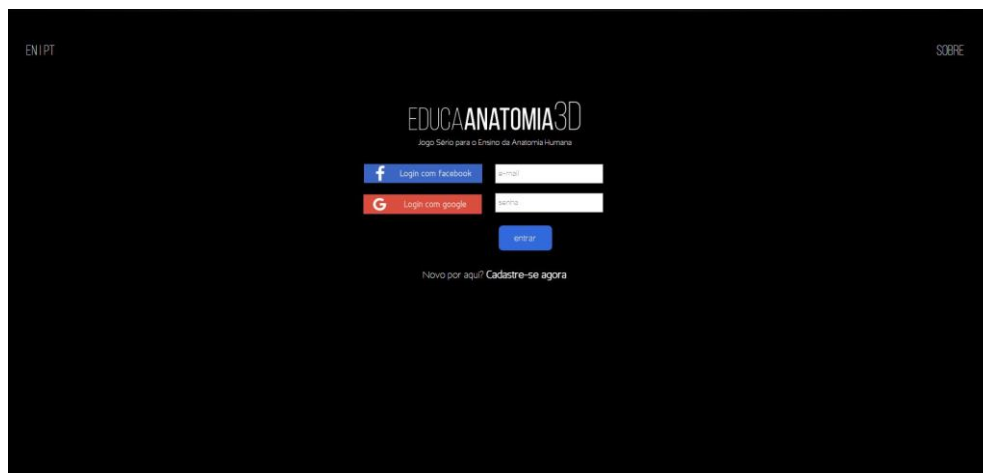 EN | PT
SOBRE
EDUCAANATOMIA3D
Jogo Sério para o Ensino da Anatomia Humana
Login com facebook
e-mail
Login com google
senha
entrar
Novo por aqui? Cadastre-se agora